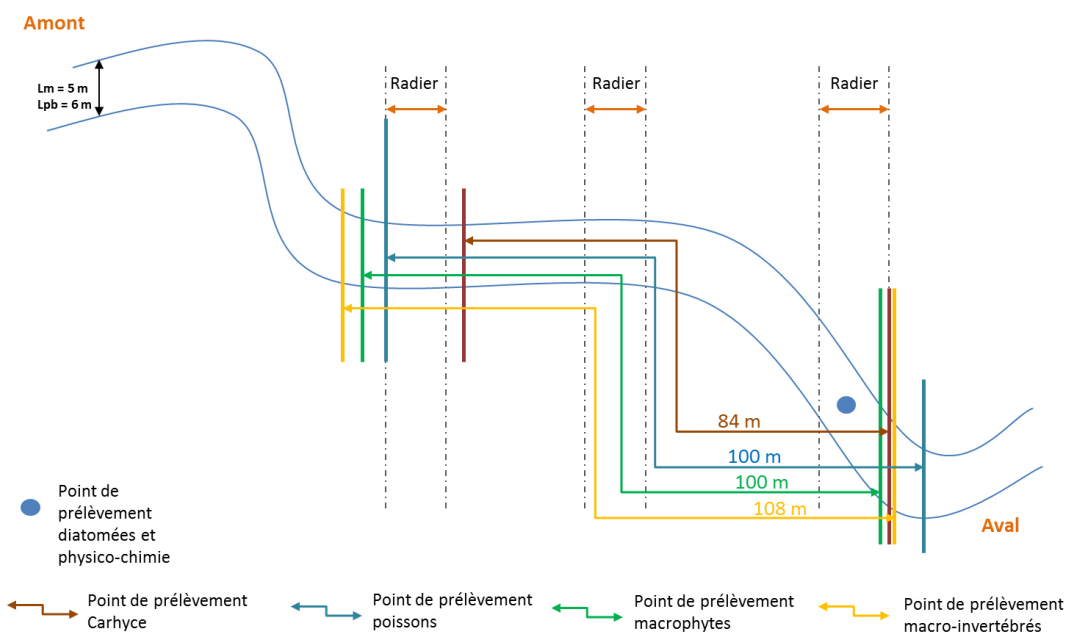 Amont
Lm = 5 m
Lpb = 6 m
Radier
Radier
Radier
84 m
100 m
100 m
108 m
Aval
Point de
prélèvement
diatomées et
physico-chimie
Point de prélèvement
Carhyce
Point de prélèvement
poissons
Point de prélèvement
macrophytes
Point de prélèvement
macro-invertébrés